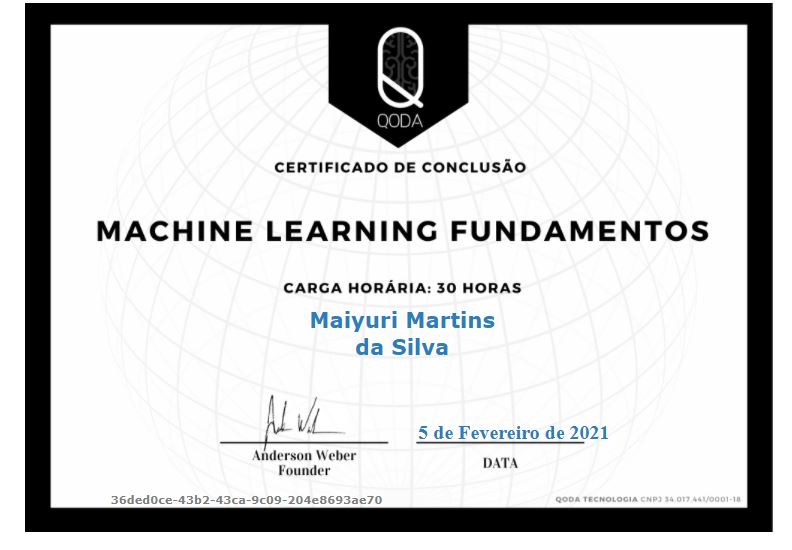 QODA
CERTIFICADO DE CONCLUSÃO
MACHINE LEARNING FUNDAMENTOS
CARGA HORÁRIA: 30 HORAS
Maiyuri Martins
da Silva
5 de Fevereiro de 2021
Anderson Weber
Founder
DATA
36ded0ce-43b2-43ca-9c09-204e8693ae70
QODA TECNOLOGIA CNPJ 34.017.441/0001-18